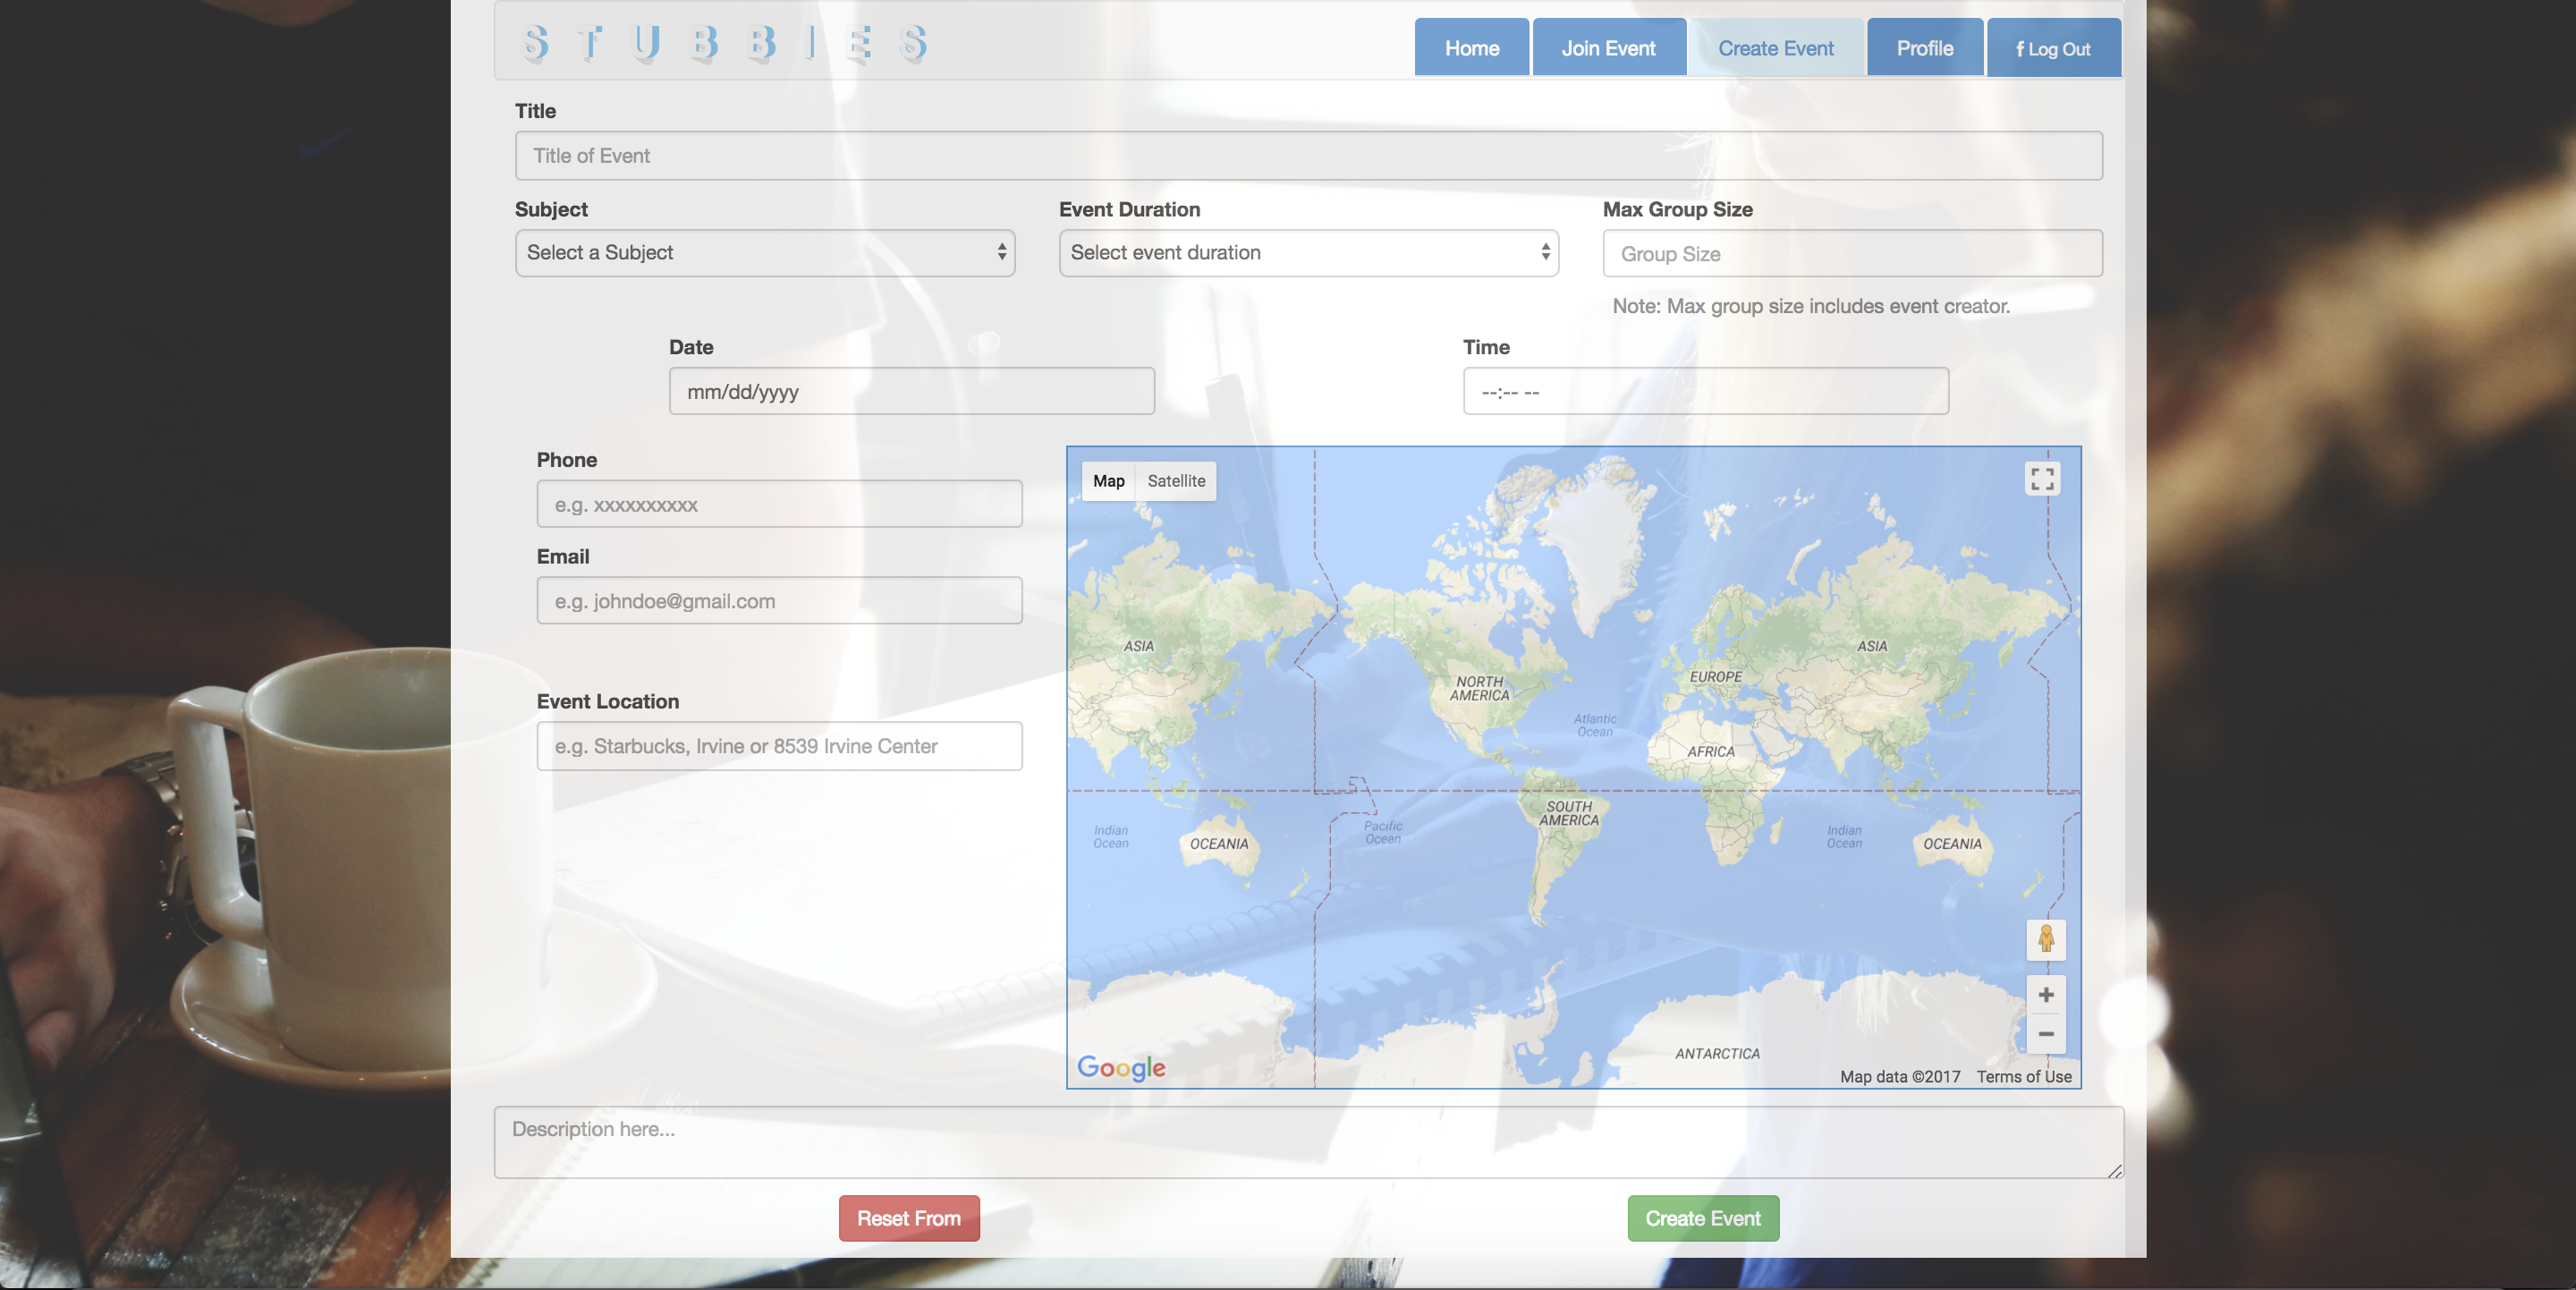 STUBBIES
Home Join Event Create Event Profile f Log Out
Title
Title of Event
Subject Event Duration Max Group Size
Select a Subject Select event duration Group Size
Note: Max group size includes event creator.
Date Time
mm/dd/yyyy --:-- --
Phone
e.g. xxxxxxxxxx
Email
e.g. johndoe@gmail.com
Event Location
e.g. Starbucks, Irvine or 8539 Irvine Center
Map Satellite
ASIA
NORTH
AMERICA
EUROPE
ASIA
Atlantic
Ocean
AFRICA
SOUTH
AMERICA
Indian
Ocean
OCEANIA
Pacific
Ocean
Indian
Ocean
OCEANIA
ANTARCTICA
Google
Map data ©2017 Terms of Use
Description here...
Reset From Create Event